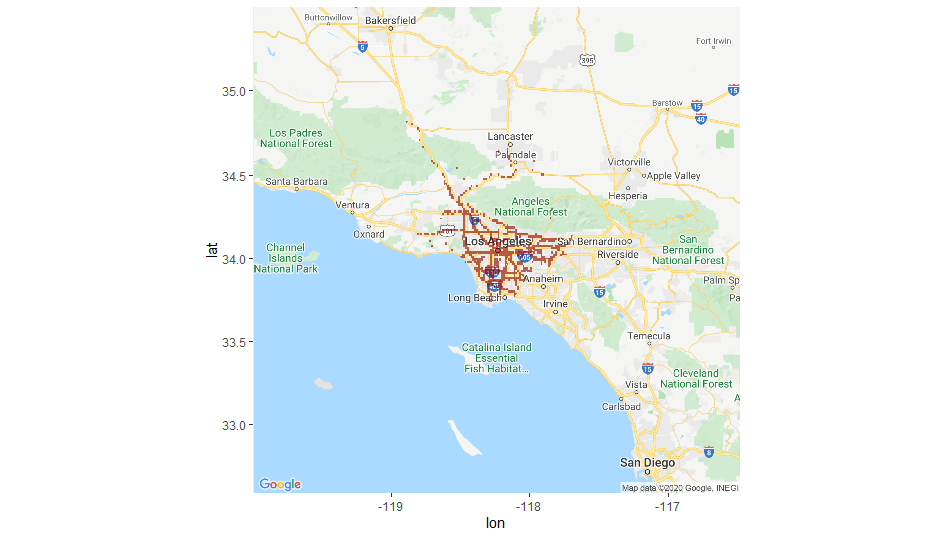 Buttonwillow
Bakersfield
5
Fort Irwin
395
35.0
15
Barstow
15
40
Los Padres
National Forest
Lancaster
Palmdale
Victorville
Apple Valley
34.5
Santa Barbara
Hesperia
Ventura
Angeles
National Forest
5
Oxnard
101
Los Angeles
San Bernardino
San
Bernardino
National Forest
lat
34.0
Channel
Islands
National Park
605
Riverside
Anaheim
Palm Sp
Long Beach
15
Pa
Irvine
33.5
Catalina Island
Essential
Fish Habitat...
Temecula
15
Cleveland
National Forest
Vista
Carlsbad
A
33.0
8
San Diego
Google
Map data ©2020 Google, INEGI
-119
-118
-117
lon